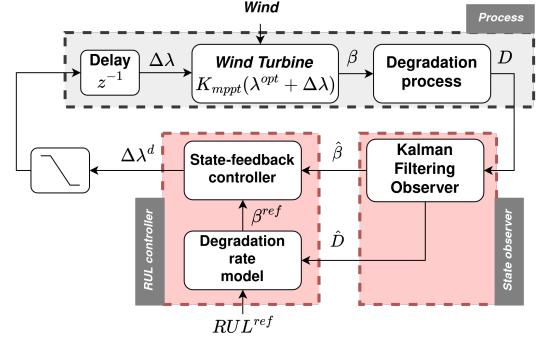 Wind
Process
Delay
z⁻¹
Δλ
Wind Turbine
K_{mppt}(λ^{opt} + Δλ)
β
Degradation
process
D
Δλ^d
State-feedback
controller
β̂
Kalman
Filtering
Observer
RUL controller
β^{ref}
Degradation
rate
model
D̂
State observer
RUL^{ref}